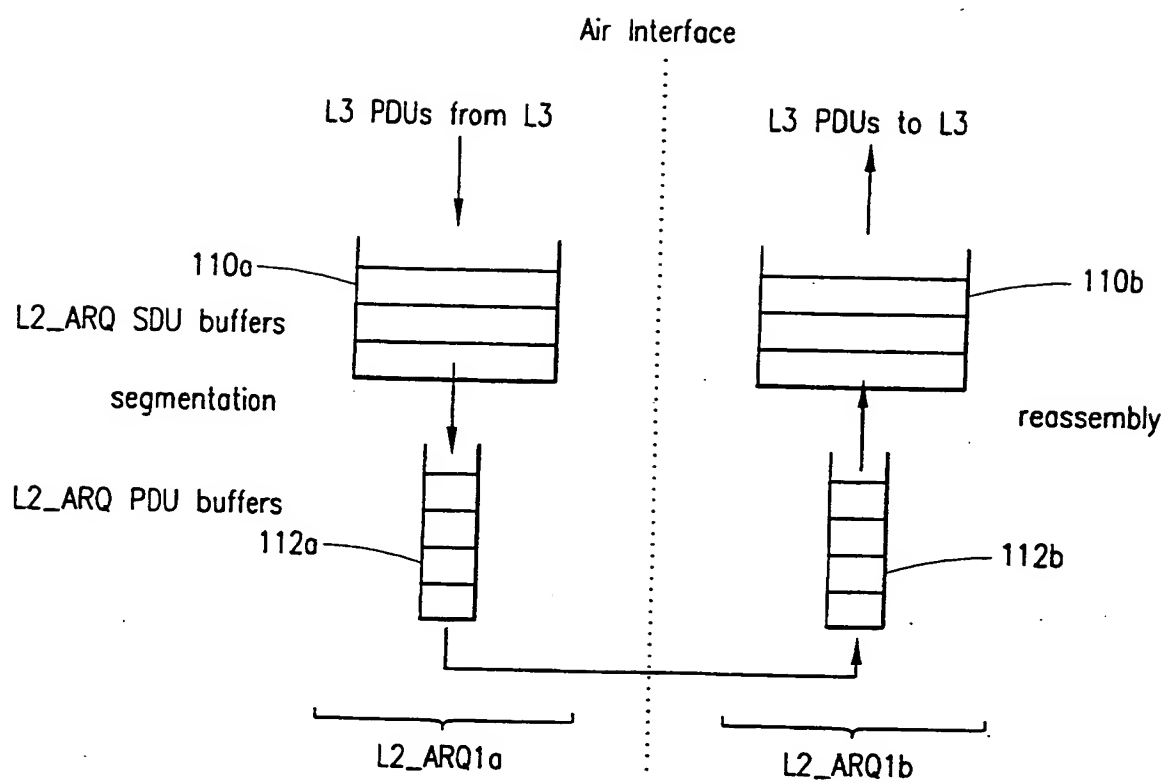 Air Interface
L3 PDUs from L3
L3 PDUs to L3
110a
110b
L2_ARQ SDU buffers
segmentation
reassembly
L2_ARQ PDU buffers
112a
112b
L2_ARQ1a
L2_ARQ1b